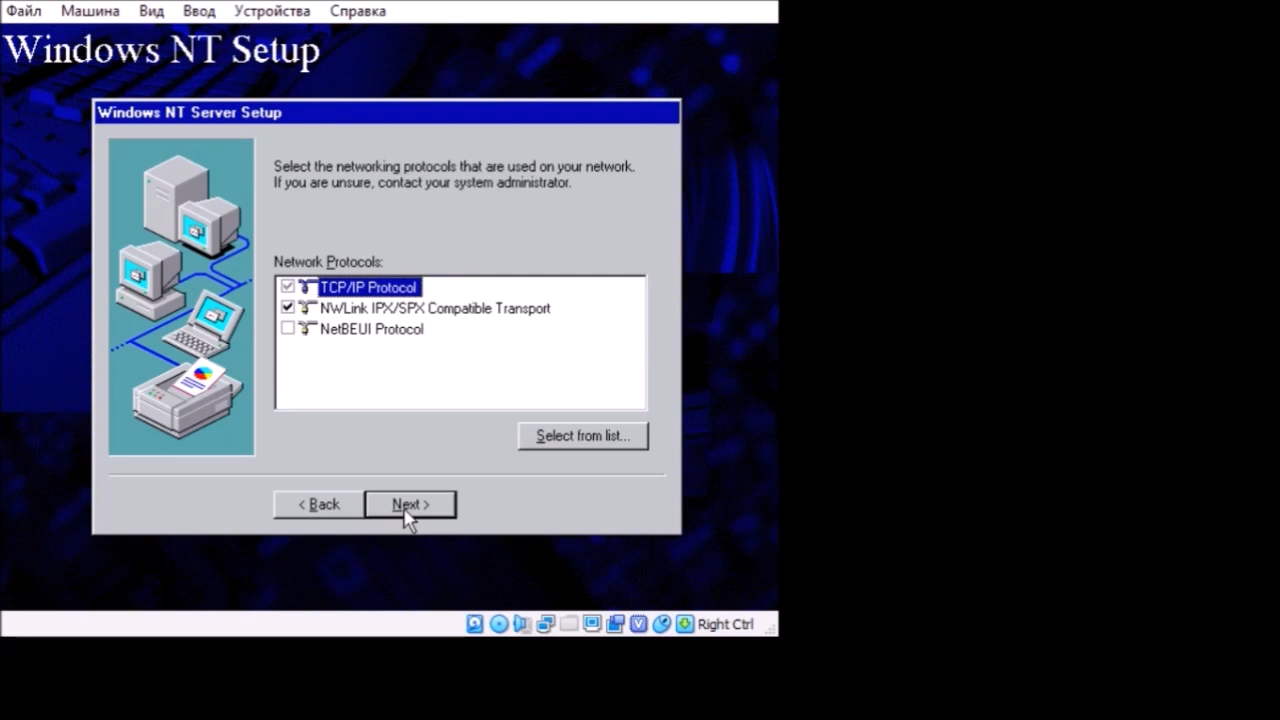 Файл Машина Вид Ввод Устройства Справка
Windows NT Setup
Windows NT Server Setup
Select the networking protocols that are used on your network.
If you are unsure, contact your system administrator.
Network Protocols:
TCP/IP Protocol
NWLink IPX/SPX Compatible Transport
NetBEUI Protocol
Select from list...
< Back Next >
Right Ctrl